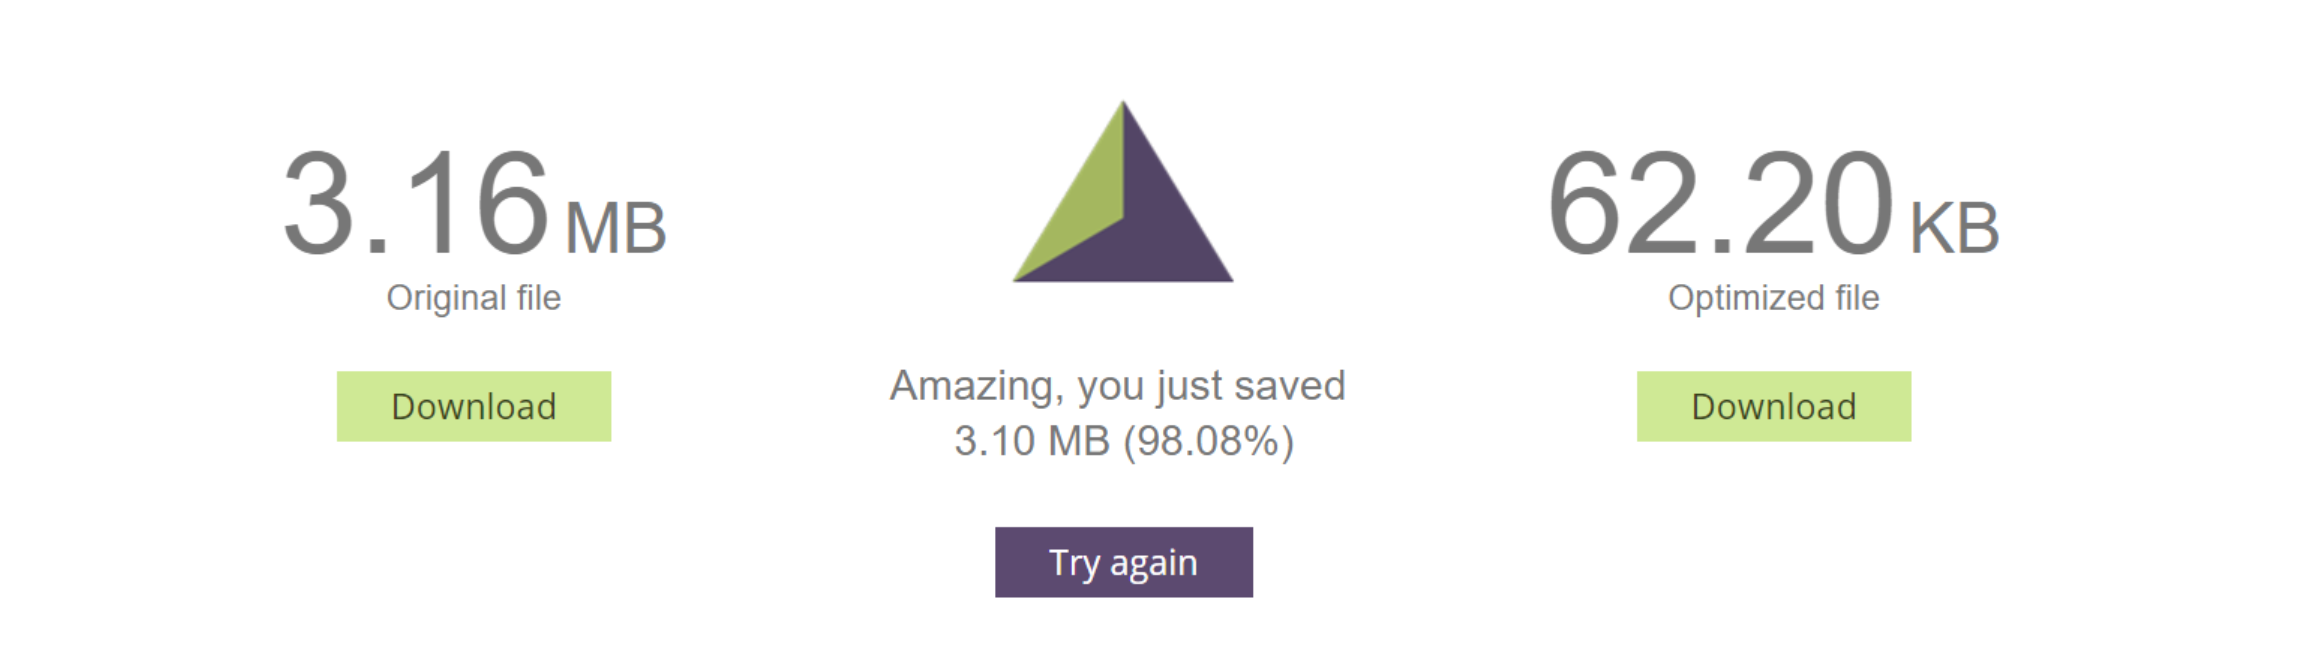 3.16 MB
Original file
Download
Amazing, you just saved
3.10 MB (98.08%)
Try again
62.20 KB
Optimized file
Download